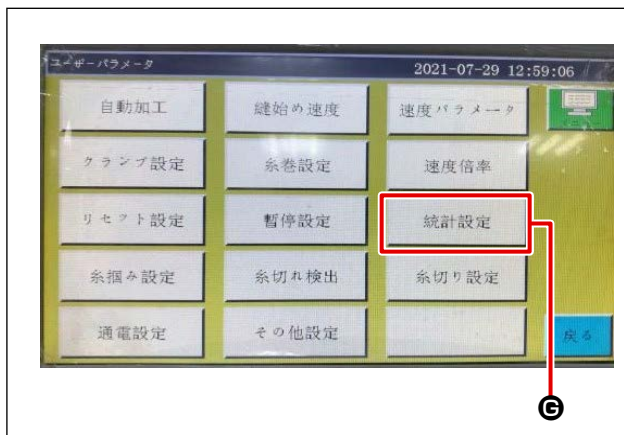 ユーザーパラメータ 2021-07-29 12:59:06
自動加工 縫始め速度 速度パラメータ
メニュー
クランプ設定 糸巻設定 速度倍率
リセット設定 暫停設定 統計設定
糸掴み設定 糸切れ検出 糸切り設定
通電設定 その他設定 戻る
G